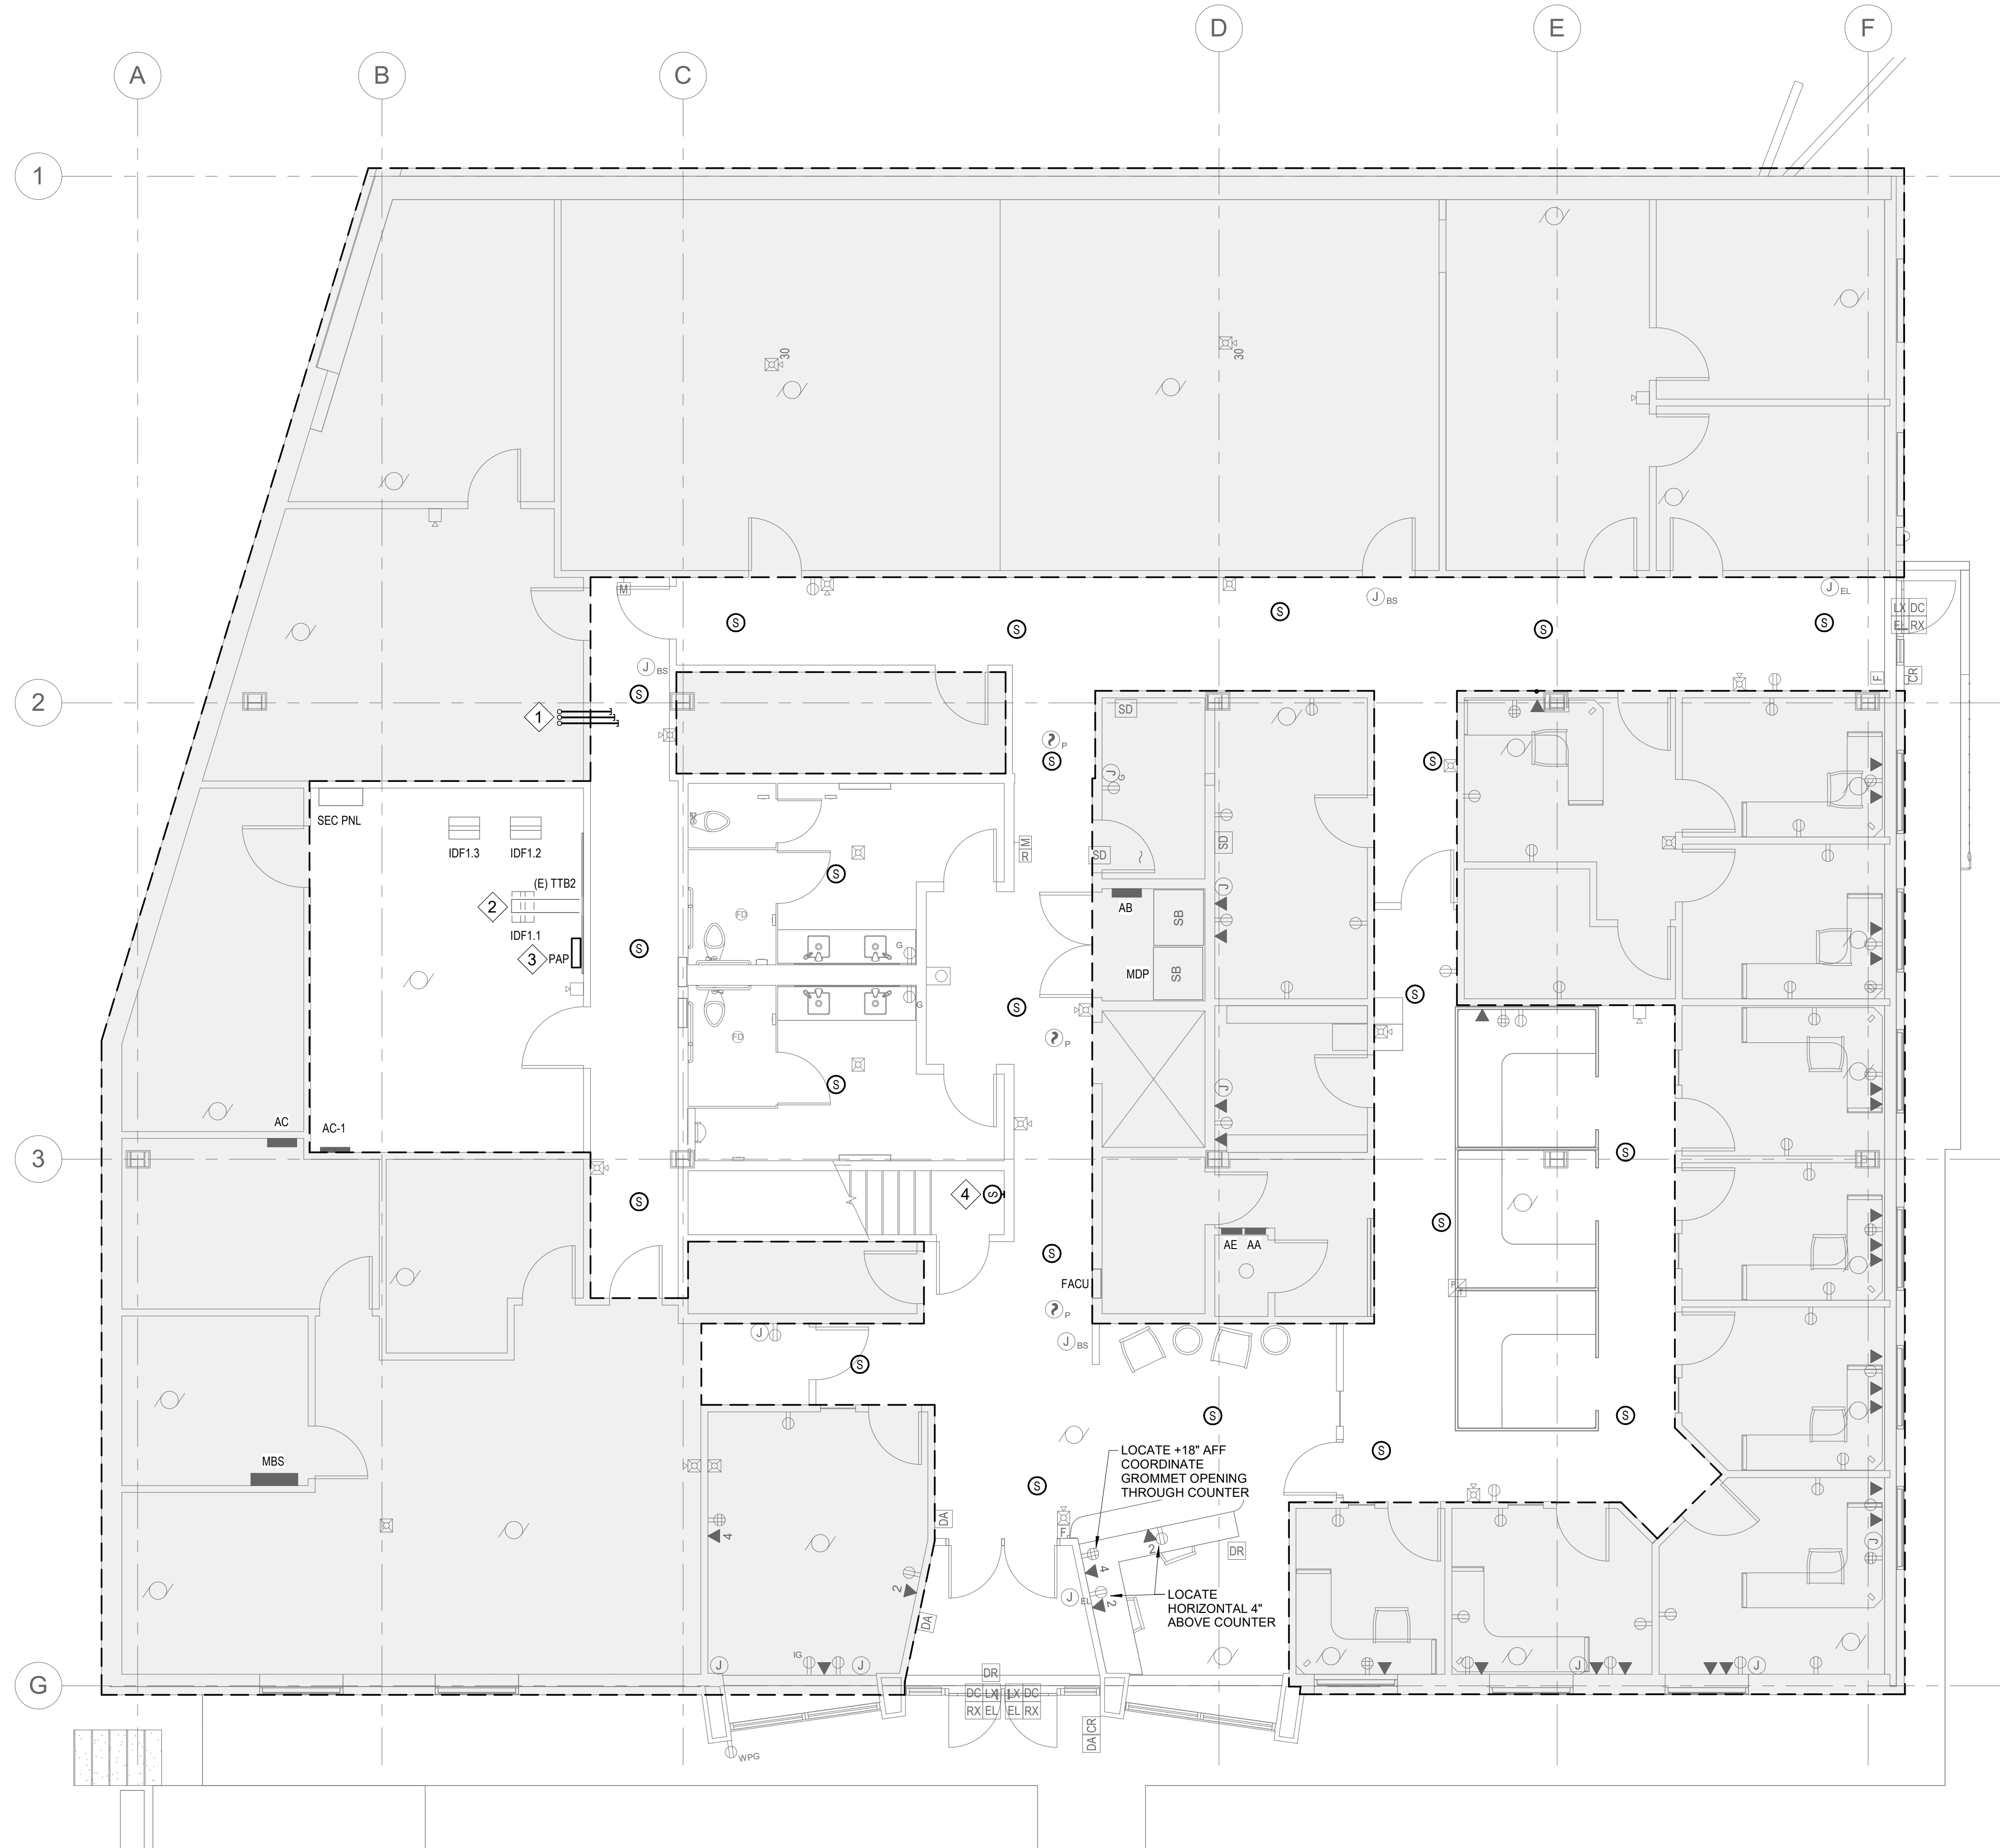 D
E
F
A
B
C
1
30
30
M
J BS
J EL
LX DC
EL RX
S
S
S
S
S
J BS
S
F
CR
2
1
SD
P
S
S
SEC PNL
J G
IDF1.3
IDF1.2
SD
M
R
SD
S
(E) TTB2
2
J
AB
FD
SB
IDF1.1
G
3
PAP
S
MDP
SB
S
G
S
FD
P
S
J
AC
AC-1
S
3
4
S
S
S
AE
AA
S
FACU
P
J
J BS
S
S
S
LOCATE +18" AFF
COORDINATE
GROMMET OPENING
THROUGH COUNTER
S
MBS
S
DA
F
4
2
DR
J
4
2
J EL
2
LOCATE
HORIZONTAL 4"
ABOVE COUNTER
DA
IG
J
J
J
J
G
DR
DC LX
LX DC
RX EL
EL RX
CR
DA
WPG